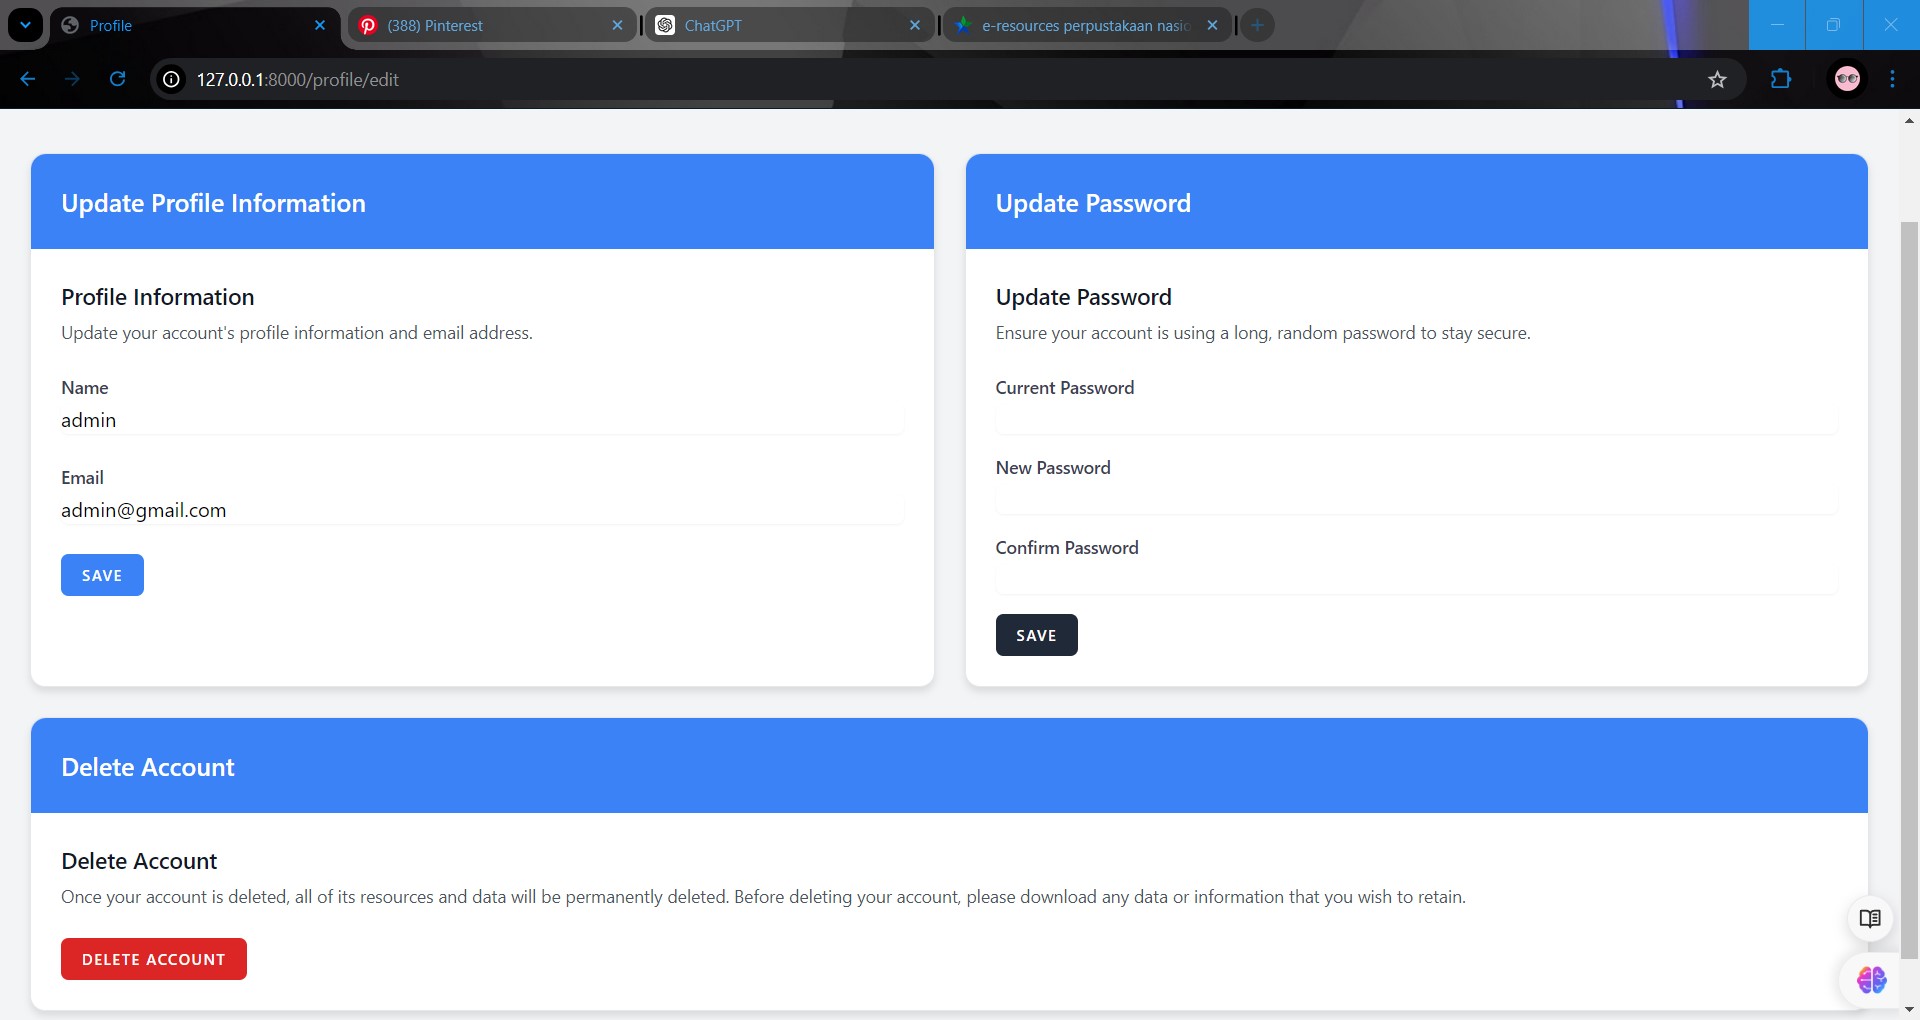 Profile
(388) Pinterest
ChatGPT
e-resources perpustakaan nasio
127.0.0.1:8000/profile/edit
Update Profile Information
Profile Information
Update your account's profile information and email address.
Name
admin
Email
admin@gmail.com
SAVE
Update Password
Update Password
Ensure your account is using a long, random password to stay secure.
Current Password
New Password
Confirm Password
SAVE
Delete Account
Delete Account
Once your account is deleted, all of its resources and data will be permanently deleted. Before deleting your account, please download any data or information that you wish to retain.
DELETE ACCOUNT